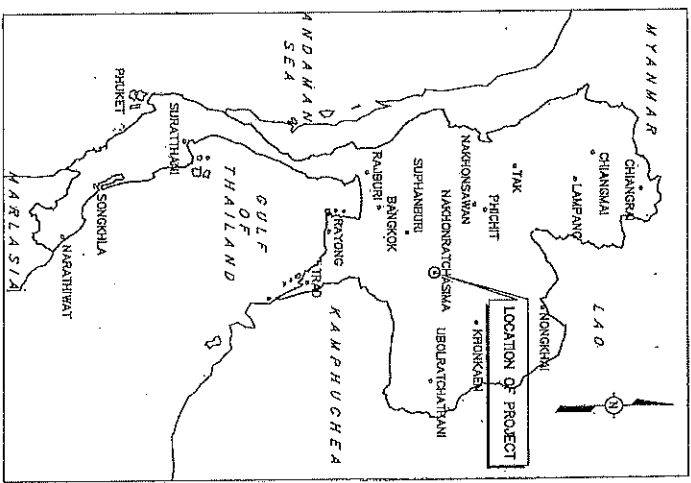 MYANMAR
CHIANGRAI
CHIANGMAI
LAMPANG
LAO
N
TAK
NONGKHAI
LOCATION OF PROJECT
PHICHIT
KHONKAEN
NAKHONSAWAN
NAKHONRATCHASIMA
UBOLRATCHATHANI
SUPHANBURI
BANGKOK
RAJBURI
KAMPHUCHEA
RAYONG
TRAD
ANDAMAN
SEA
GULF
OF
THAILAND
SURATTHANI
PHUKET
SONGKHLA
NARATHIWAT
MARLASIA